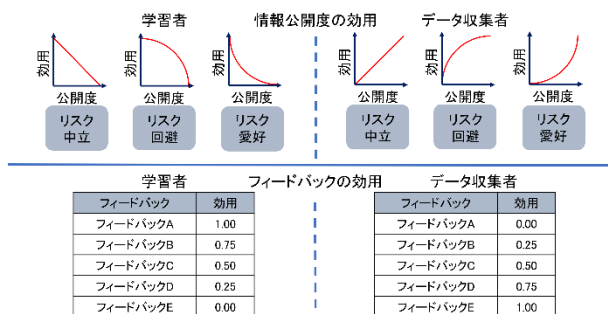 学習者 情報公開度の効用 データ収集者
効用 効用 効用 効用 効用 効用
公開度 公開度 公開度 公開度 公開度 公開度
リスク中立 リスク回避 リスク愛好 リスク中立 リスク回避 リスク愛好
学習者 フィードバックの効用 データ収集者
フィードバック 効用 フィードバック 効用
フィードバックA 1.00 フィードバックA 0.00
フィードバックB 0.75 フィードバックB 0.25
フィードバックC 0.50 フィードバックC 0.50
フィードバックD 0.25 フィードバックD 0.75
フィードバックE 0.00 フィードバックE 1.00